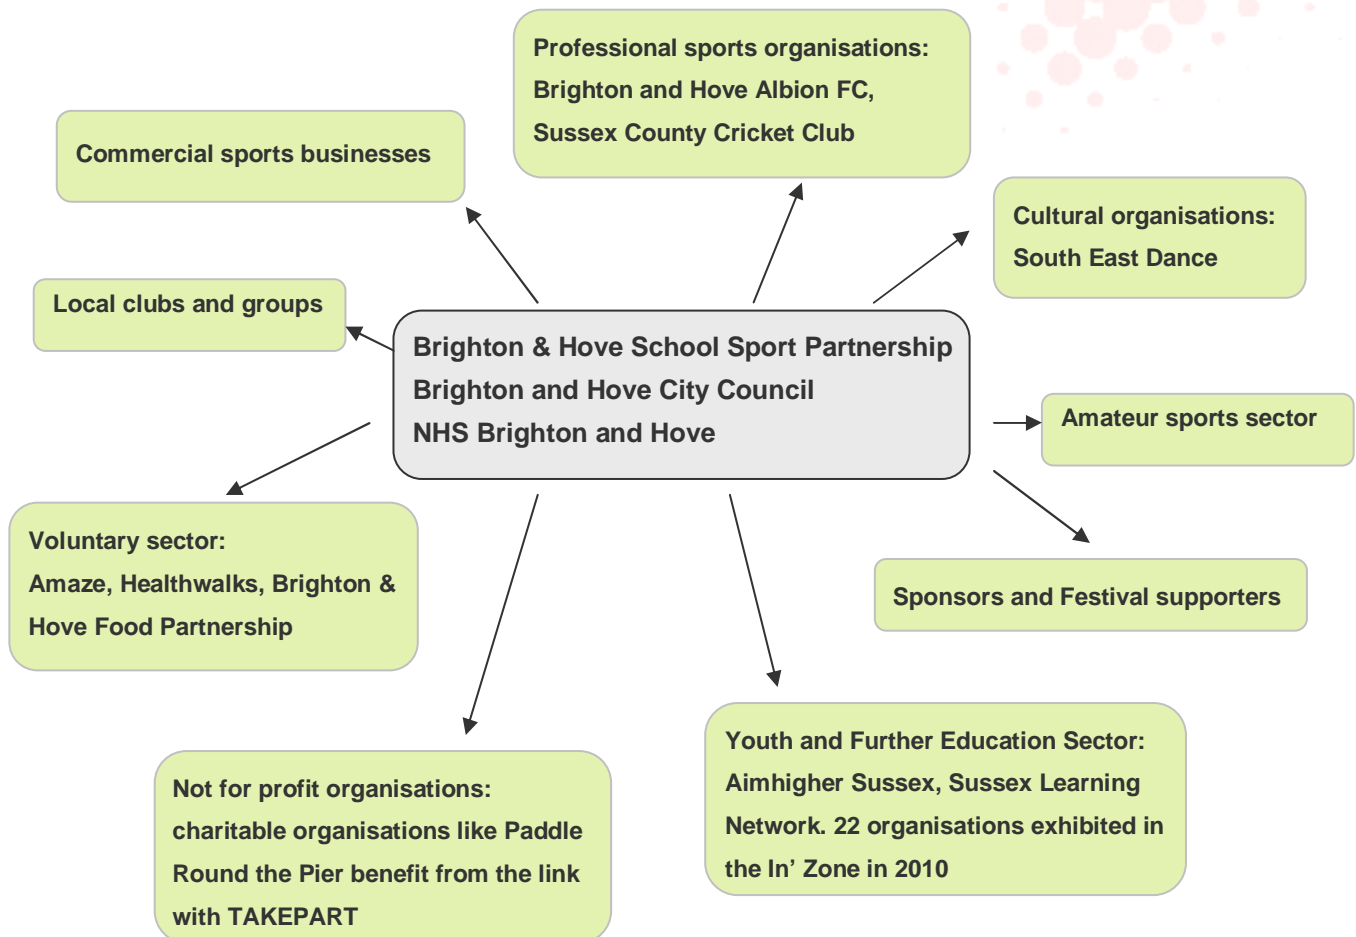 Professional sports organisations:
Brighton and Hove Albion FC,
Sussex County Cricket Club
Commercial sports businesses
Cultural organisations:
South East Dance
Local clubs and groups
Brighton & Hove School Sport Partnership
Brighton and Hove City Council
NHS Brighton and Hove
Amateur sports sector
Voluntary sector:
Amaze, Healthwalks, Brighton &
Hove Food Partnership
Sponsors and Festival supporters
Not for profit organisations:
charitable organisations like Paddle
Round the Pier benefit from the link
with TAKEPART
Youth and Further Education Sector:
Aimhigher Sussex, Sussex Learning
Network. 22 organisations exhibited in
the In’ Zone in 2010